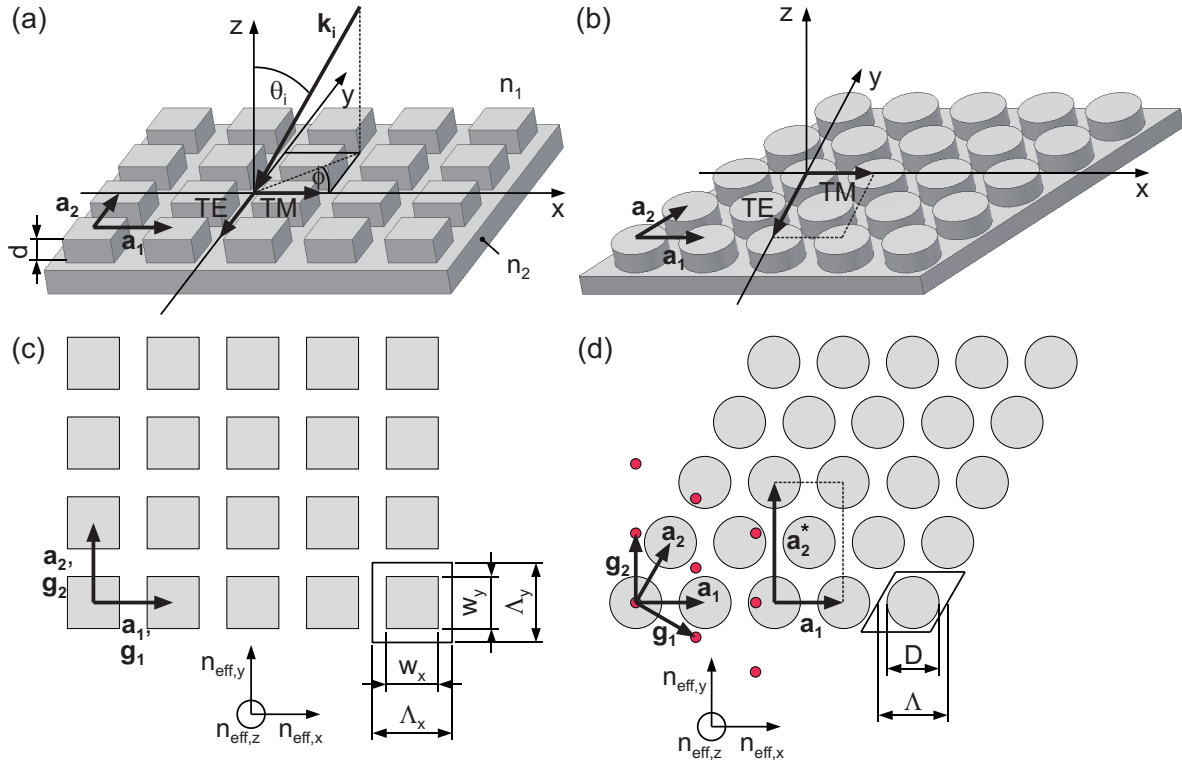 (a)
z
k_i
θ_i
y
n_1
ϕ
TE
TM
x
a_2
a_1
d
n_2
(b)
z
y
TM
TE
x
a_2
a_1
(c)
a_2,
g_2
a_1,
g_1
w_y
Λ_y
w_x
Λ_x
n_eff,y
n_eff,z
n_eff,x
(d)
a_2
a_2^*
g_2
a_1
g_1
a_1
D
Λ
n_eff,y
n_eff,z
n_eff,x